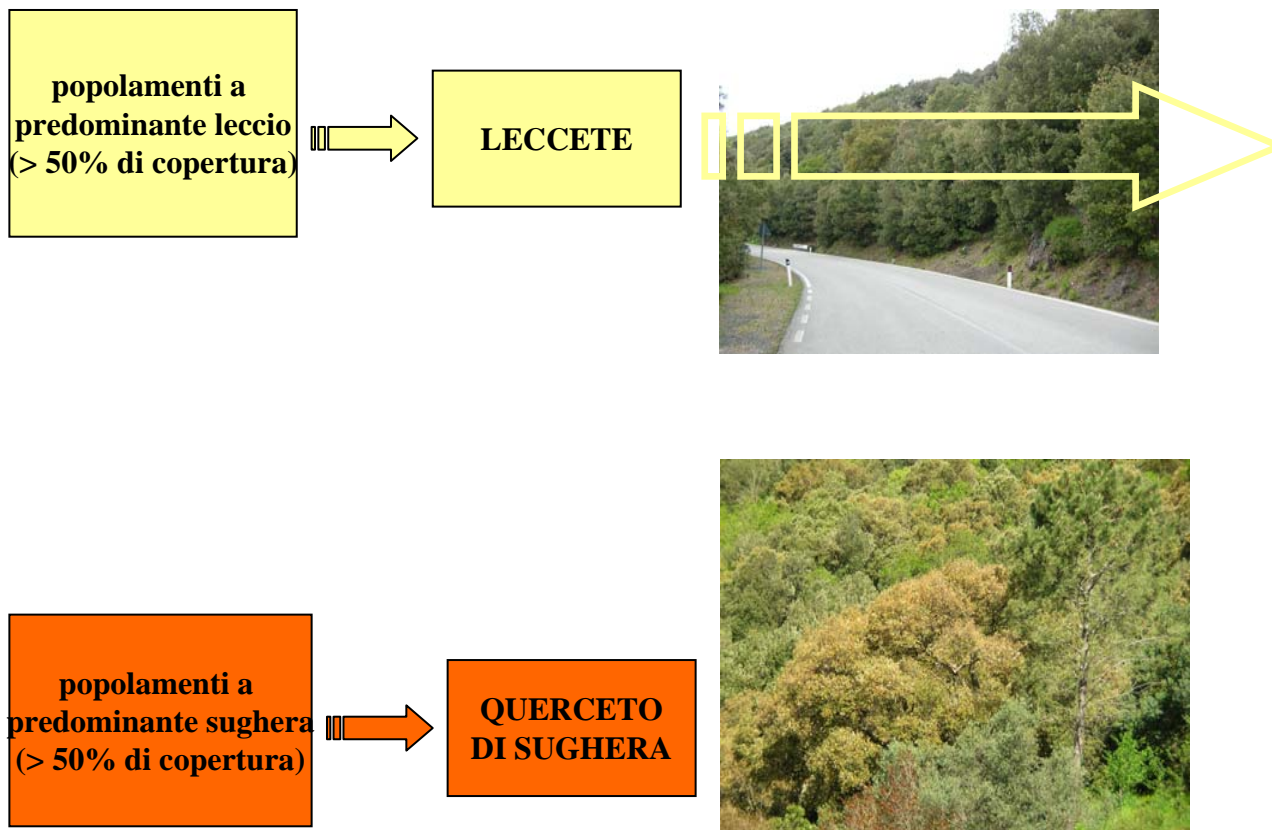 popolamenti a
predominante leccio
(> 50% di copertura)
LECCETE
popolamenti a
predominante sughera
(> 50% di copertura)
QUERCETO
DI SUGHERA